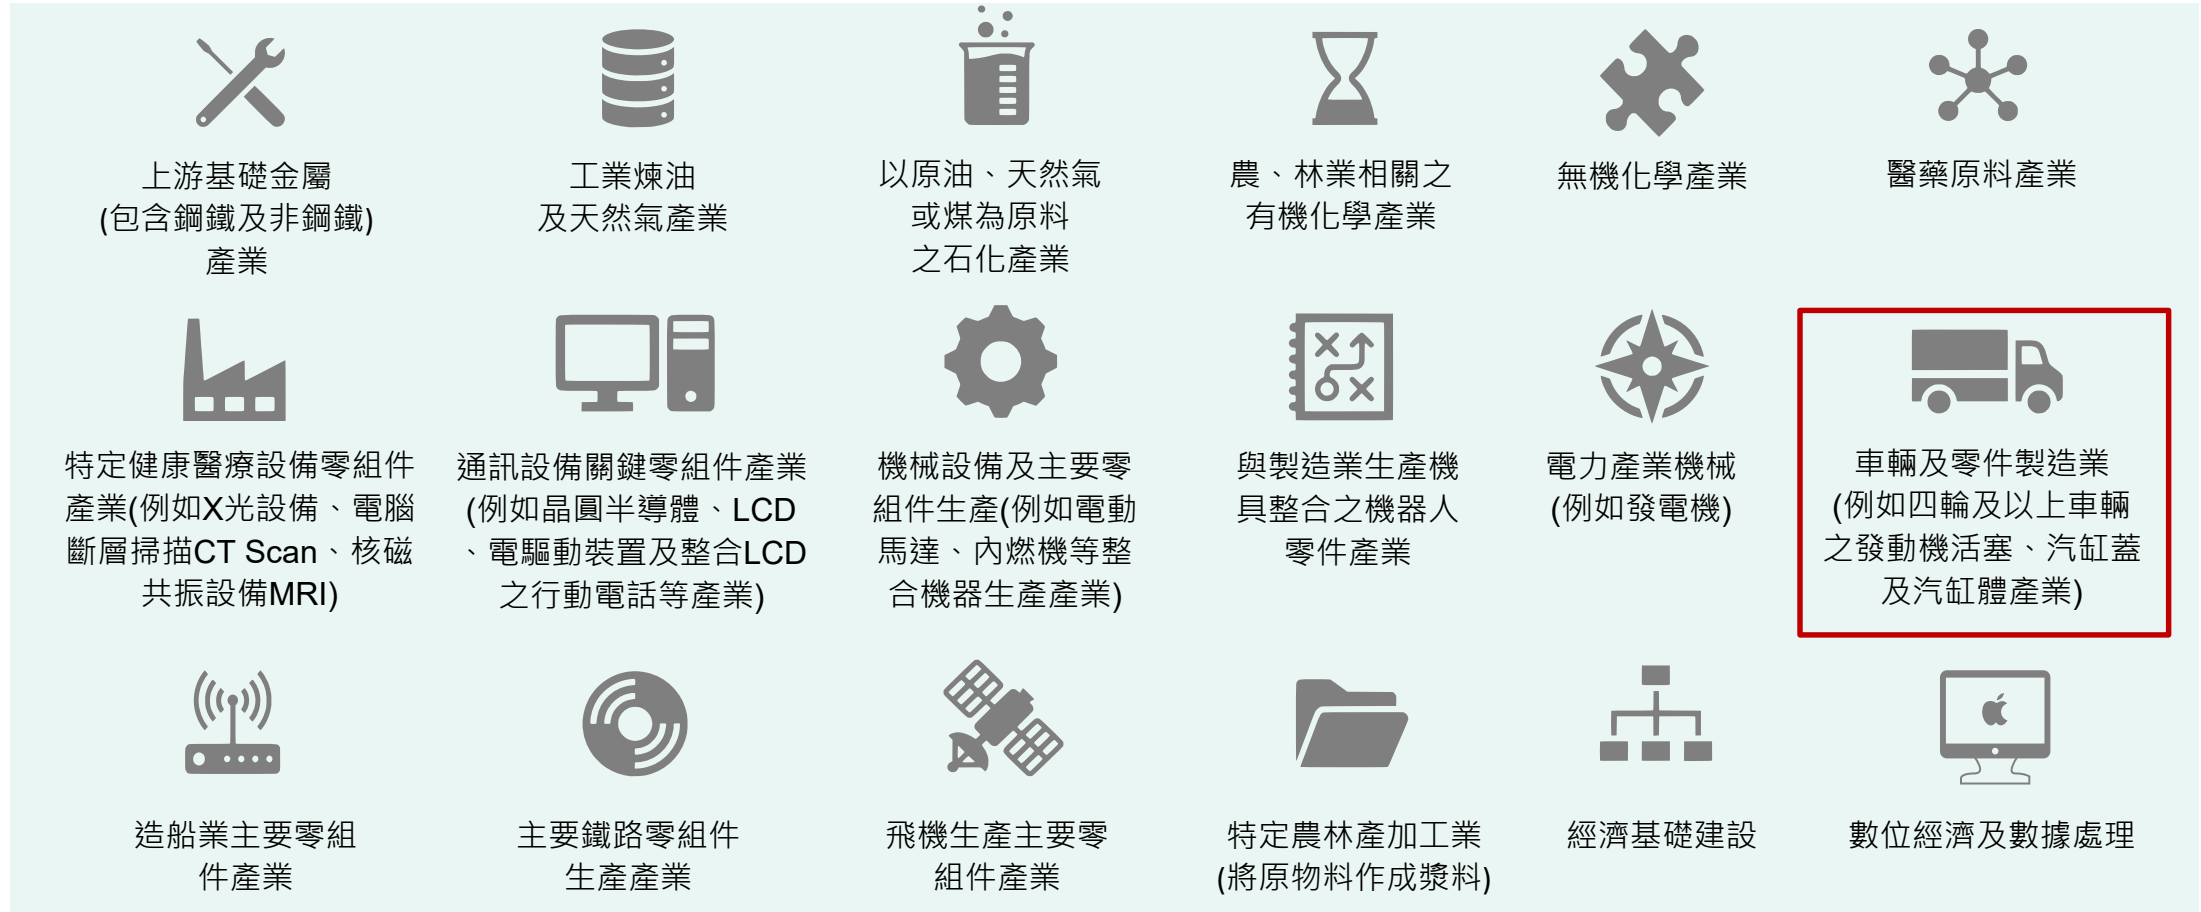 上游基礎金屬
(包含鋼鐵及非鋼鐵)
產業
工業煉油
及天然氣產業
以原油、天然氣
或煤為原料
之石化產業
農、林業相關之
有機化學產業
無機化學產業
醫藥原料產業
特定健康醫療設備零組件
產業(例如X光設備、電腦
斷層掃描CT Scan、核磁
共振設備MRI)
通訊設備關鍵零組件產業
(例如晶圓半導體、LCD
、電驅動裝置及整合LCD
之行動電話等產業)
機械設備及主要零
組件生產(例如電動
馬達、內燃機等整
合機器生產產業)
與製造業生產機
具整合之機器人
零件產業
電力產業機械
(例如發電機)
車輛及零件製造業
(例如四輪及以上車輛
之發動機活塞、汽缸蓋
及汽缸體產業)
造船業主要零組
件產業
主要鐵路零組件
生產產業
飛機生產主要零
組件產業
特定農林產加工業
(將原物料作成漿料)
經濟基礎建設
數位經濟及數據處理